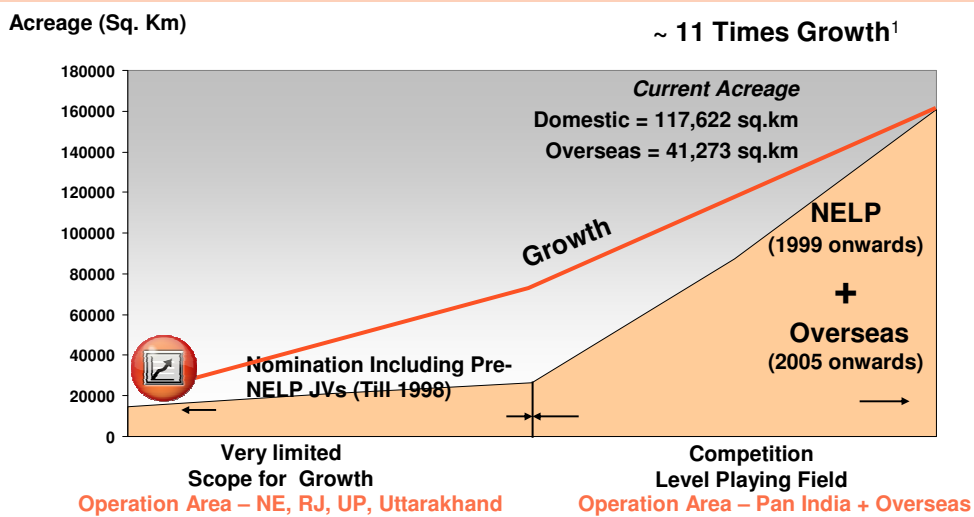 Acreage (Sq. Km)
~ 11 Times Growth1
180000
160000
140000
120000
100000
80000
60000
40000
20000
0
Current Acreage
Domestic = 117,622 sq.km
Overseas = 41,273 sq.km
Growth
NELP
(1999 onwards)
+
Overseas
(2005 onwards)
Nomination Including Pre-
NELP JVs (Till 1998)
Very limited
Scope for Growth
Operation Area – NE, RJ, UP, Uttarakhand
Competition
Level Playing Field
Operation Area – Pan India + Overseas